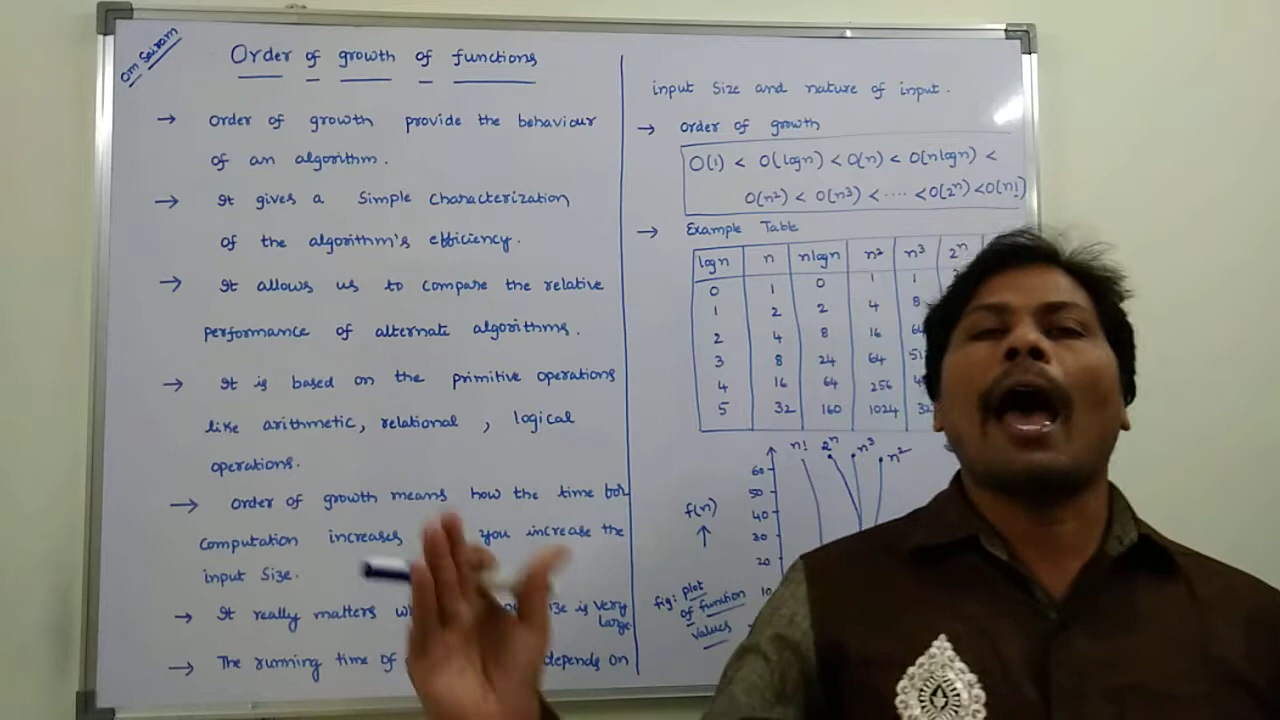 Om Sairam
Order of growth of functions
→ Order of growth provide the behaviour
of an algorithm.
→ It gives a Simple characterization
of the algorithm's efficiency.
→ It allows us to compare the relative
performance of alternate algorithms.
→ It is based on the primitive operations
like arithmetic, relational, logical
operations.
→ Order of growth means how the time for
computation increases you increase the
input Size.
→ It really matters is very
large.
→ The running time of depends on
input Size and nature of input.
→ Order of growth
O(1) < O(logn) < O(n) < O(nlogn) <
O(n²) < O(n³) < .... < O(2ⁿ) < O(n!)
→ Example Table
logn n nlogn n² n³ 2ⁿ
0 1 0 1 1
1 2 2 4 8
2 4 8 16
3 8 24 64
4 16 64 256
5 32 160 1024
n! 2ⁿ n³ n²
60
50
40
30
20
10
f(n)
↑
fig: plot
of function
values